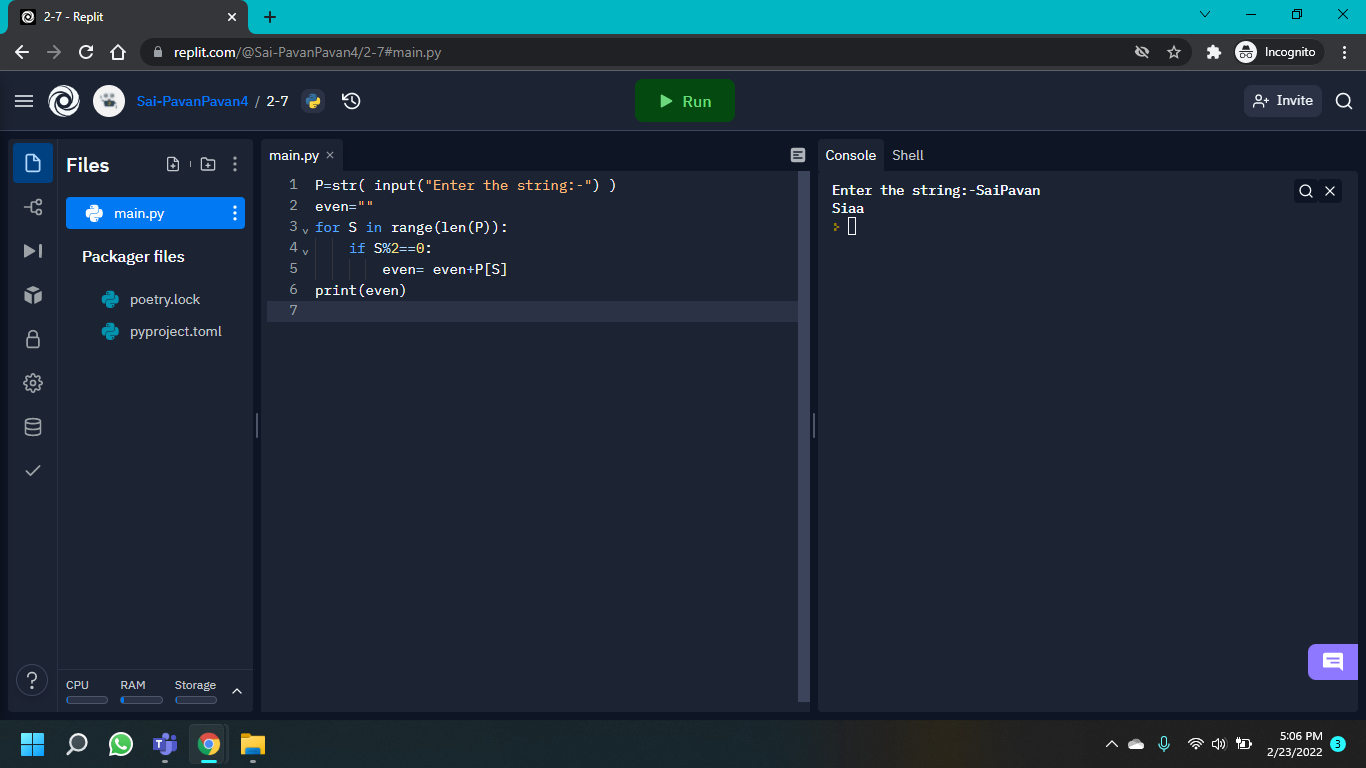 2-7 - Replit
replit.com/@Sai-PavanPavan4/2-7#main.py
Incognito
Sai-PavanPavan4 / 2-7
Run
Invite
Files
main.py
Packager files
poetry.lock
pyproject.toml
CPU RAM Storage
main.py
1 P=str( input("Enter the string:-") )
2 even=""
3 for S in range(len(P)):
4 if S%2==0:
5 even= even+P[S]
6 print(even)
7
Console Shell
Enter the string:-SaiPavan
Siaa
5:06 PM
2/23/2022
3